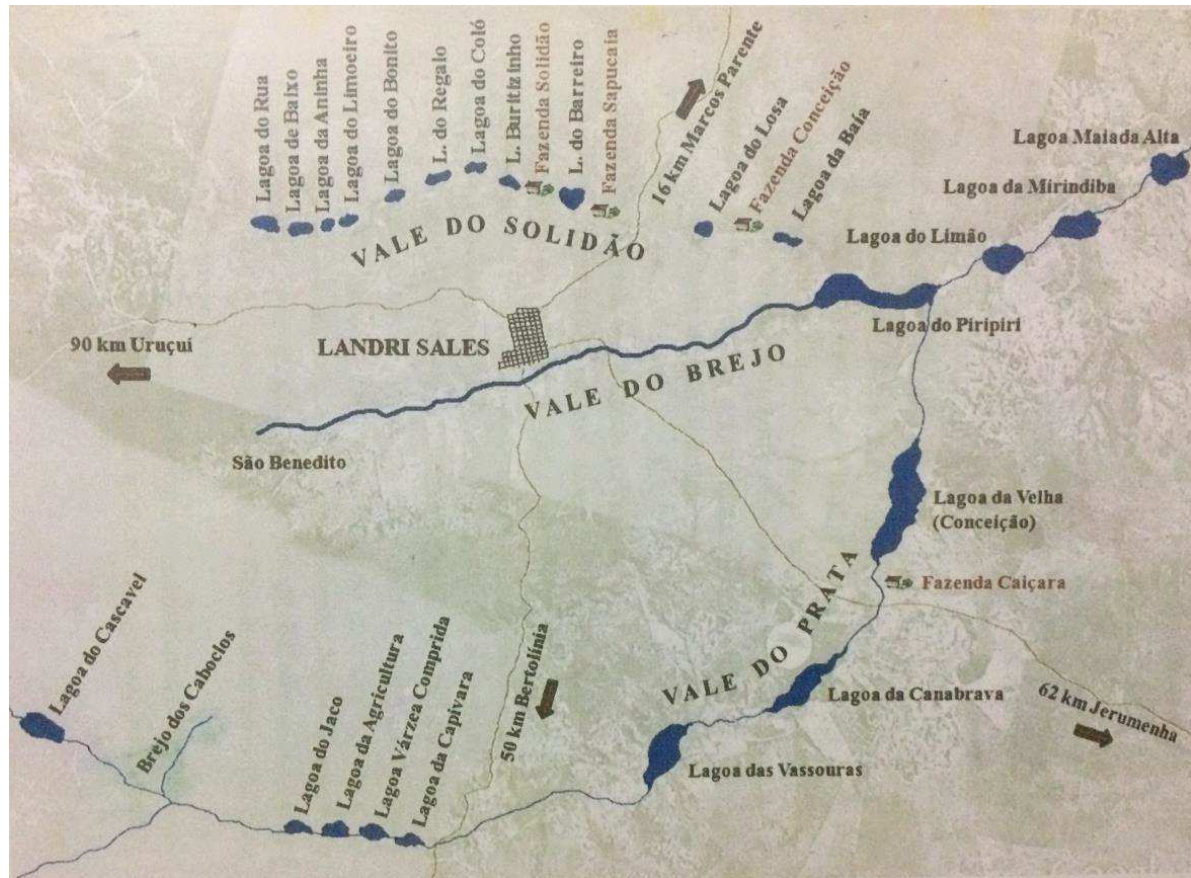 Lagoa do Rua
Lagoa de Baixo
Lagoa da Aninha
Lagoa do Limoeiro
Lagoa do Bonito
L. do Regalo
Lagoa do Coló
L. Buritizinho
Fazenda Solidão
L. do Barreiro
Fazenda Sapucaia
16 km Marcos Parente
Lagoa do Losa
Fazenda Conceição
Lagoa da Baia
Lagoa Maiada Alta
Lagoa da Mirindiba
Lagoa do Limão
VALE DO SOLIDÃO
Lagoa do Piripiri
90 km Uruçuí
LANDRI SALES
VALE DO BREJO
São Benedito
Lagoa da Velha
(Conceição)
Fazenda Caiçara
VALE DO PRATA
Lagoa do Cascavel
Brejo dos Caboclos
Lagoa do Jaco
Lagoa da Agricultura
Lagoa Várzea Comprida
Lagoa da Capivara
50 km Bertolínia
Lagoa da Canabrava
62 km Jerumenha
Lagoa das Vassouras